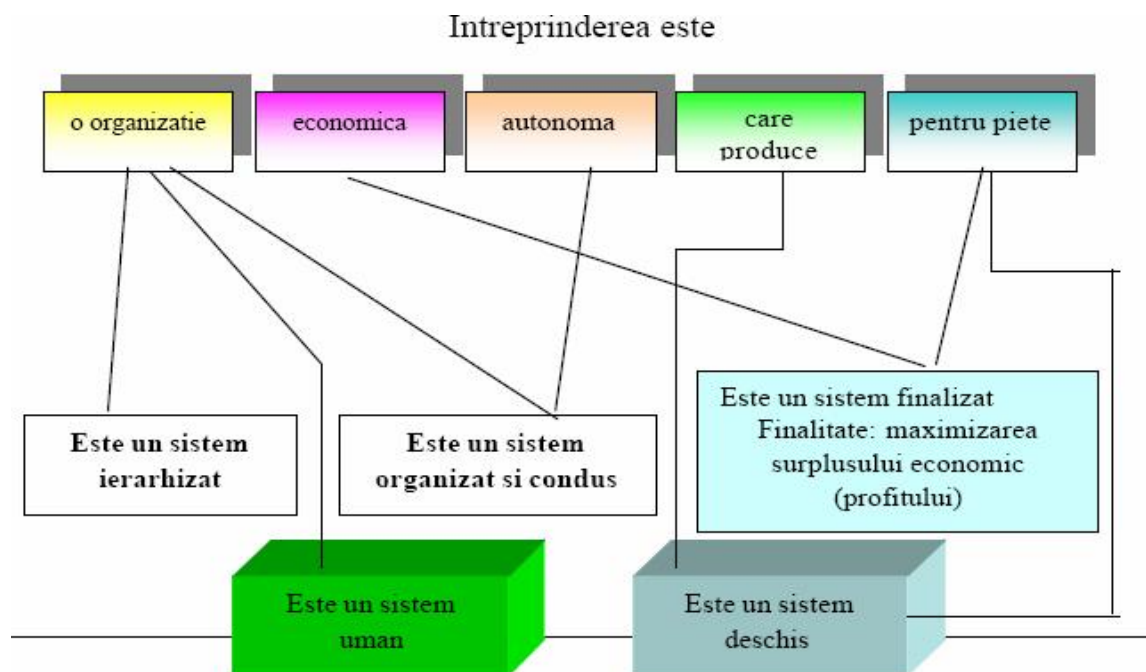 Intreprinderea este
o organizatie
economica
autonoma
care
produce
pentru piete
Este un sistem
ierarhizat
Este un sistem
organizat si condus
Este un sistem finalizat
Finalitate: maximizarea
surplusului economic
(profitului)
Este un sistem
uman
Este un sistem
deschis